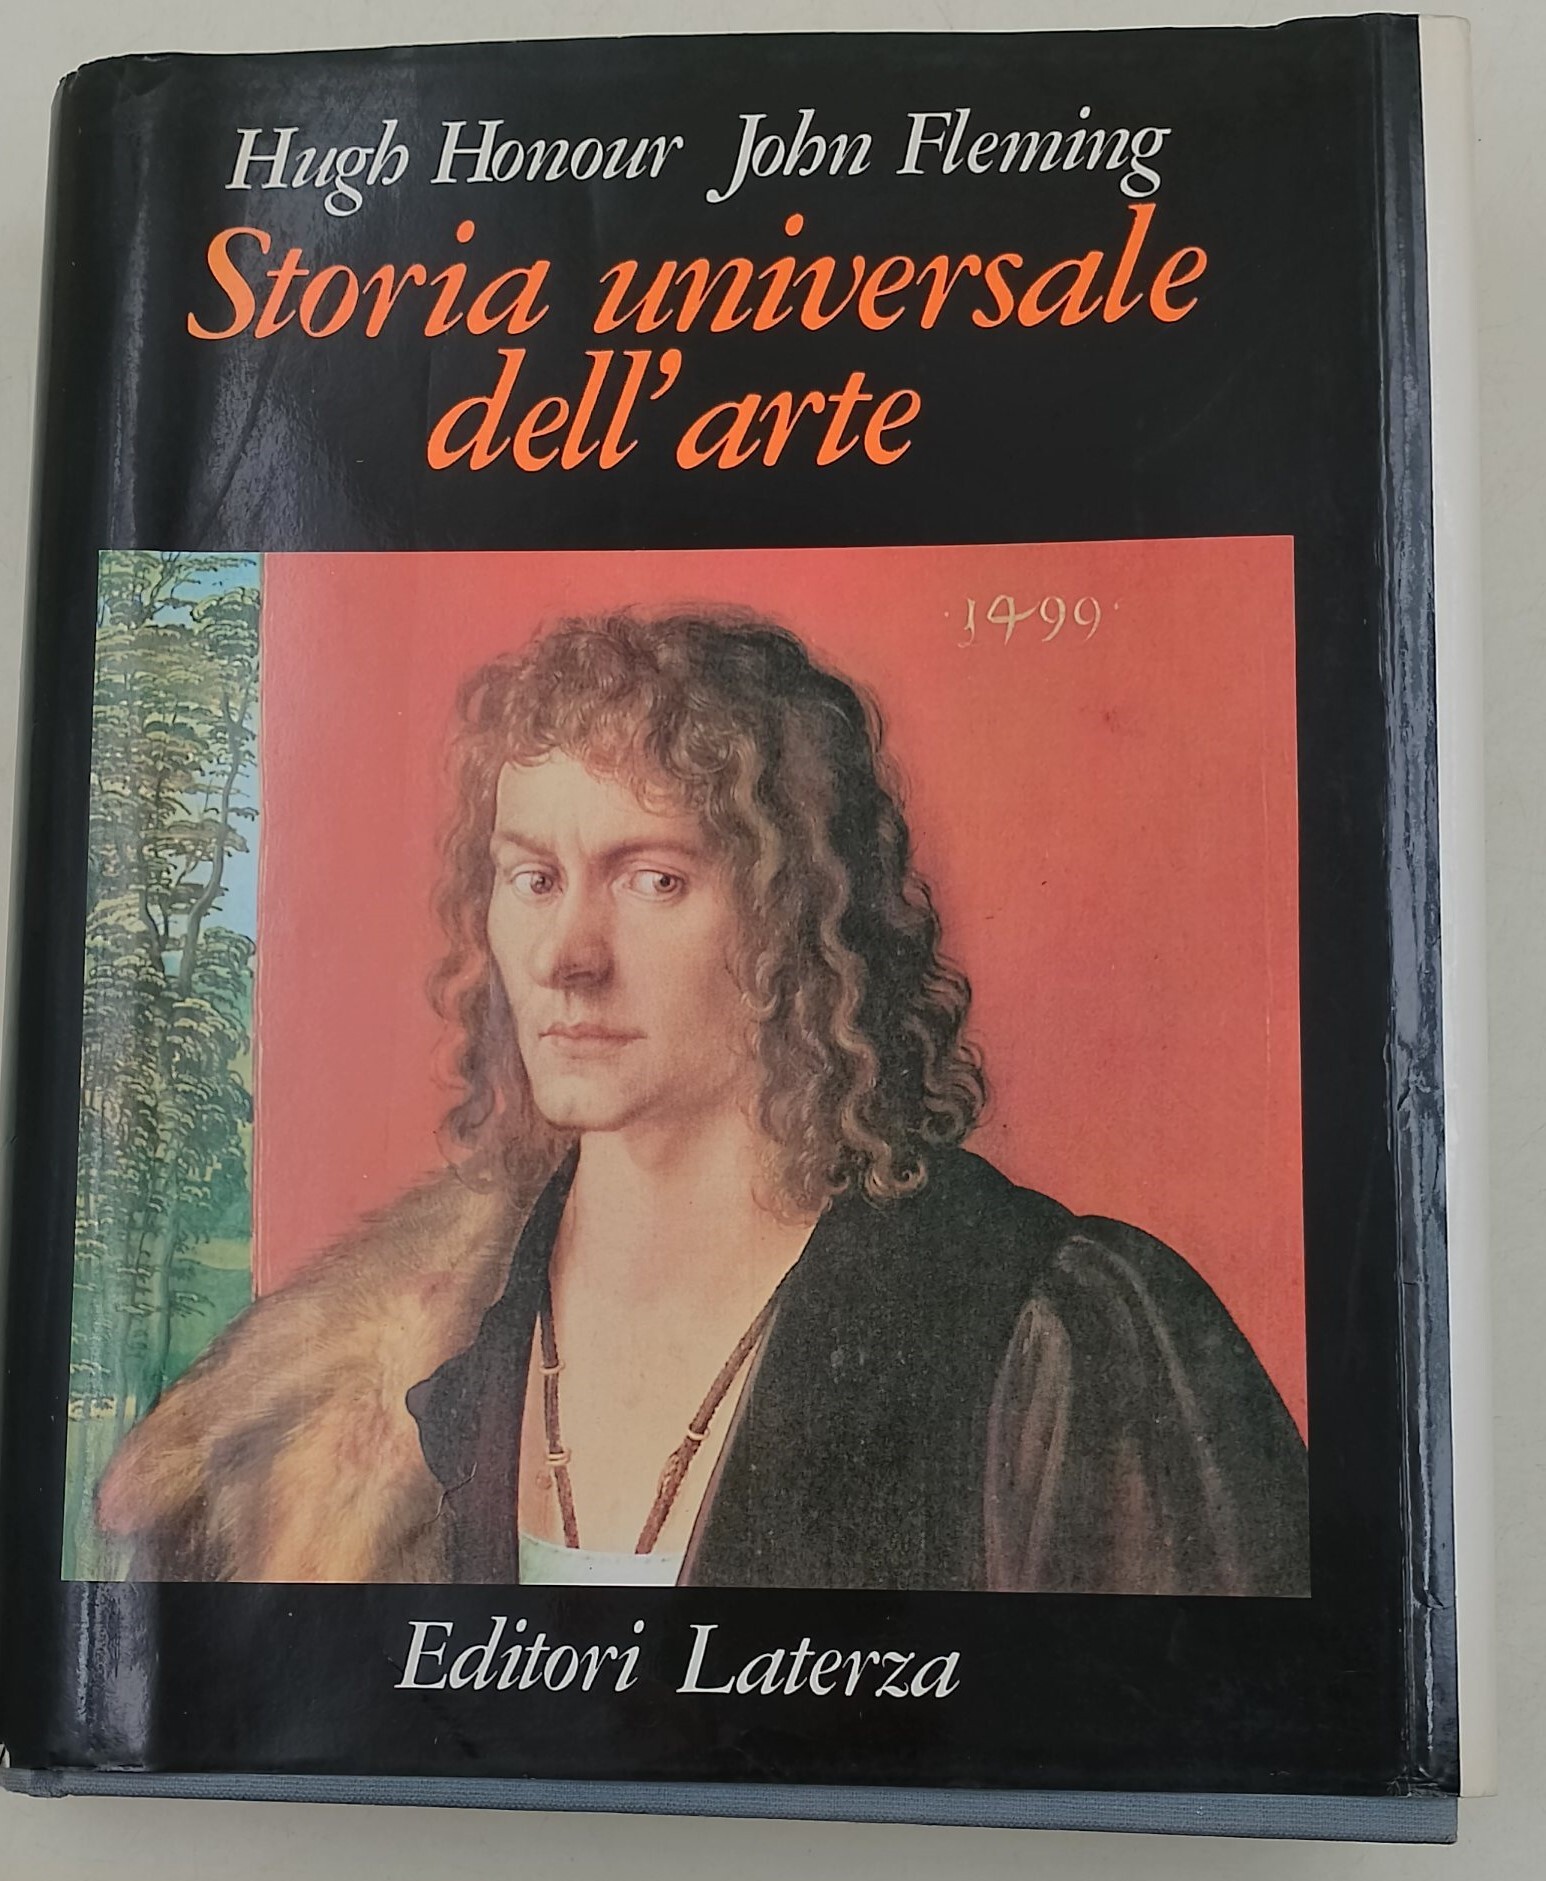 Hugh Honour John Fleming
Storia universale
dell'arte
1499
Editori Laterza